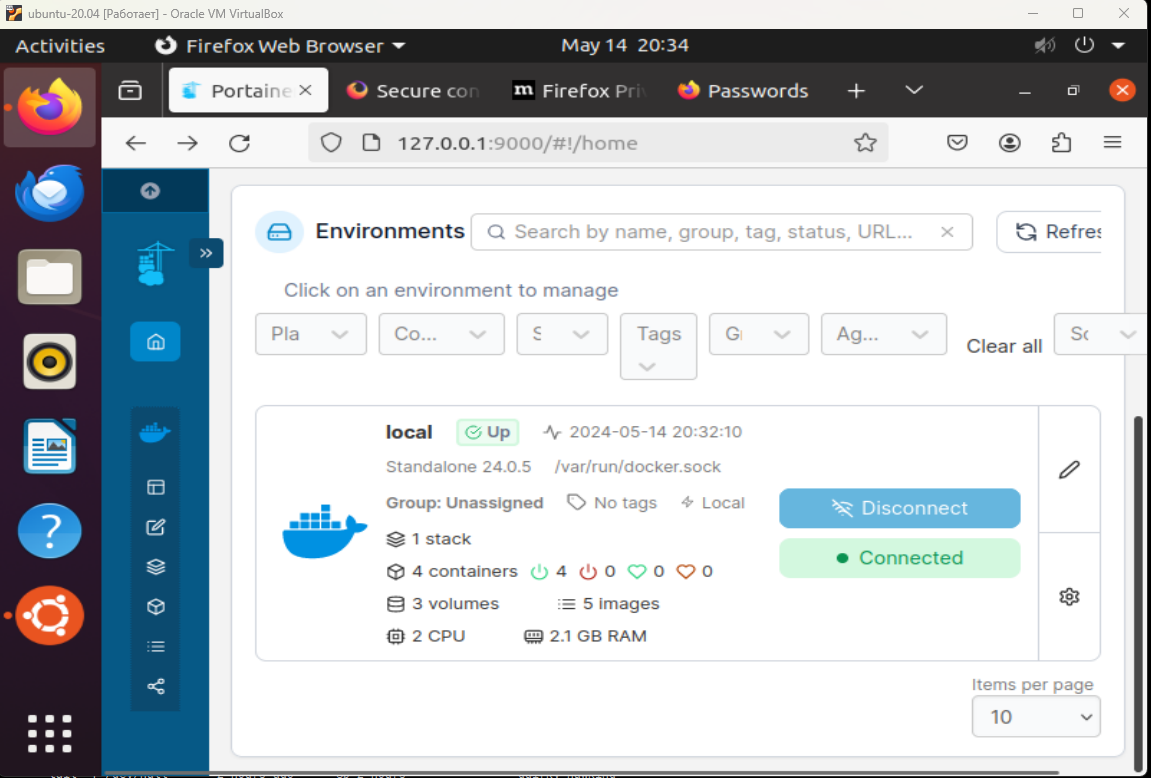 ubuntu-20.04 [Работает] - Oracle VM VirtualBox
Activities Firefox Web Browser May 14 20:34
Portaine Secure con m Firefox Pri Passwords
127.0.0.1:9000/#!/home
Environments Search by name, group, tag, status, URL... Refres
Click on an environment to manage
Pla Co... S Tags G Ag... Clear all So
local Up 2024-05-14 20:32:10
Standalone 24.0.5 /var/run/docker.sock
Group: Unassigned No tags Local
Disconnect
1 stack
Connected
4 containers 4 0 0 0
3 volumes 5 images
2 CPU 2.1 GB RAM
Items per page
10